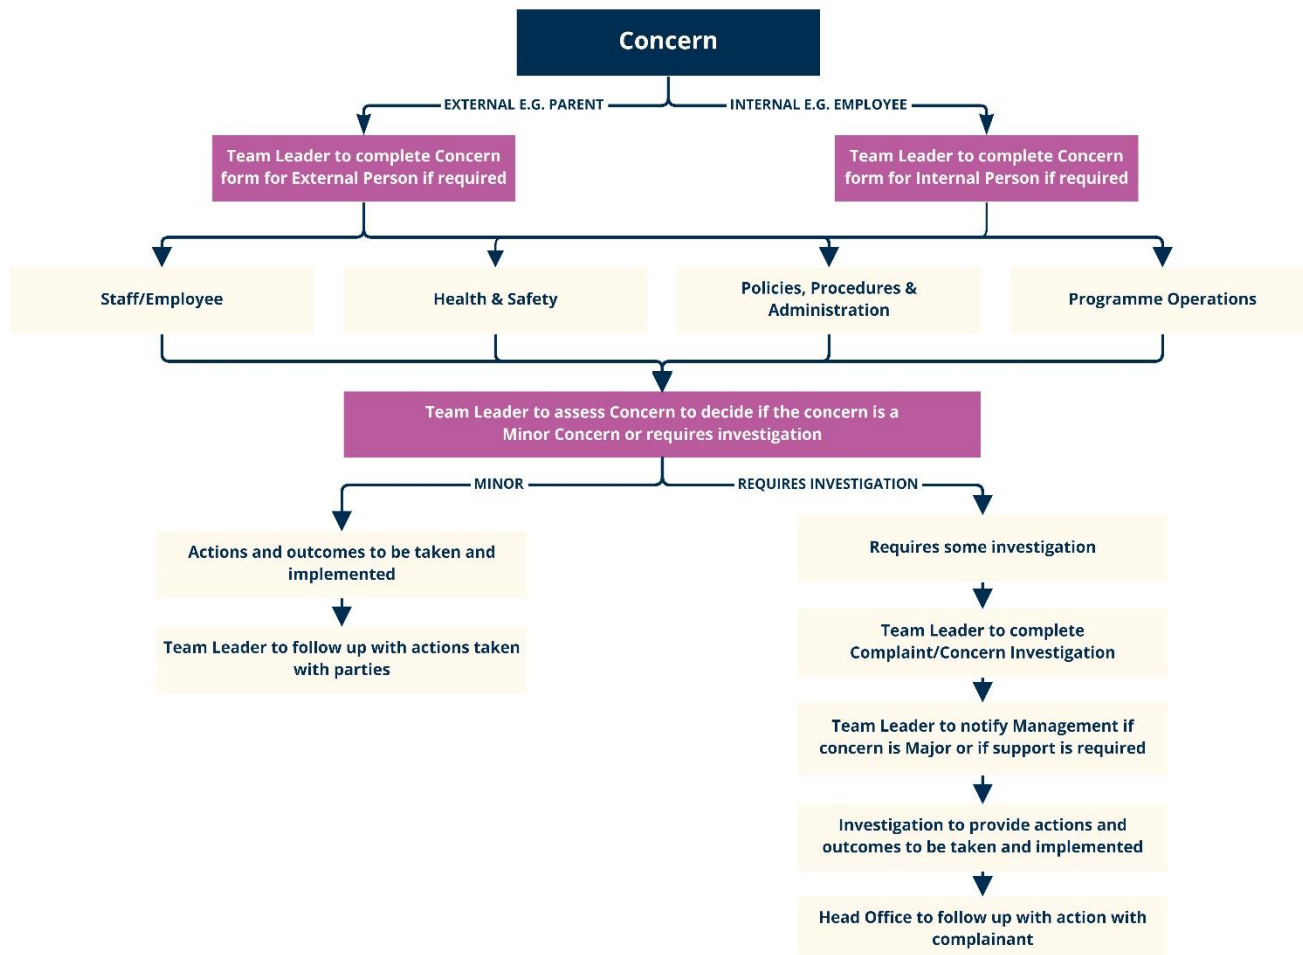 Concern
EXTERNAL E.G. PARENT
INTERNAL E.G. EMPLOYEE
Team Leader to complete Concern
form for External Person if required
Team Leader to complete Concern
form for Internal Person if required
Staff/Employee
Health & Safety
Policies, Procedures &
Administration
Programme Operations
Team Leader to assess Concern to decide if the concern is a
Minor Concern or requires investigation
MINOR
REQUIRES INVESTIGATION
Actions and outcomes to be taken and
implemented
Team Leader to follow up with actions taken
with parties
Requires some investigation
Team Leader to complete
Complaint/Concern Investigation
Team Leader to notify Management if
concern is Major or if support is required
Investigation to provide actions and
outcomes to be taken and implemented
Head Office to follow up with action with
complainant